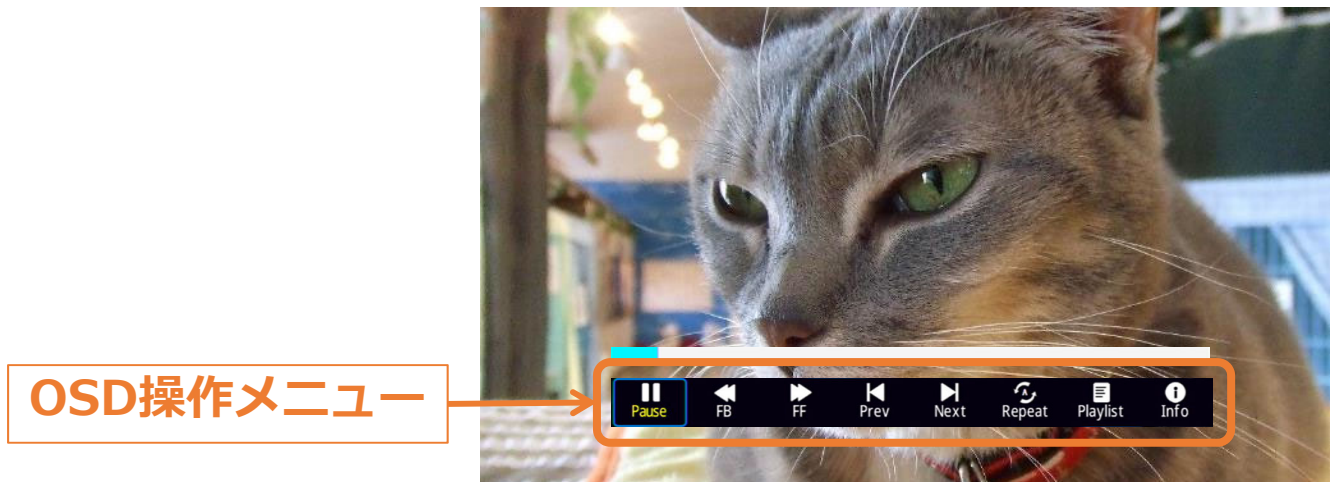 OSD操作メニュー
Pause FB FF Prev Next Repeat Playlist Info